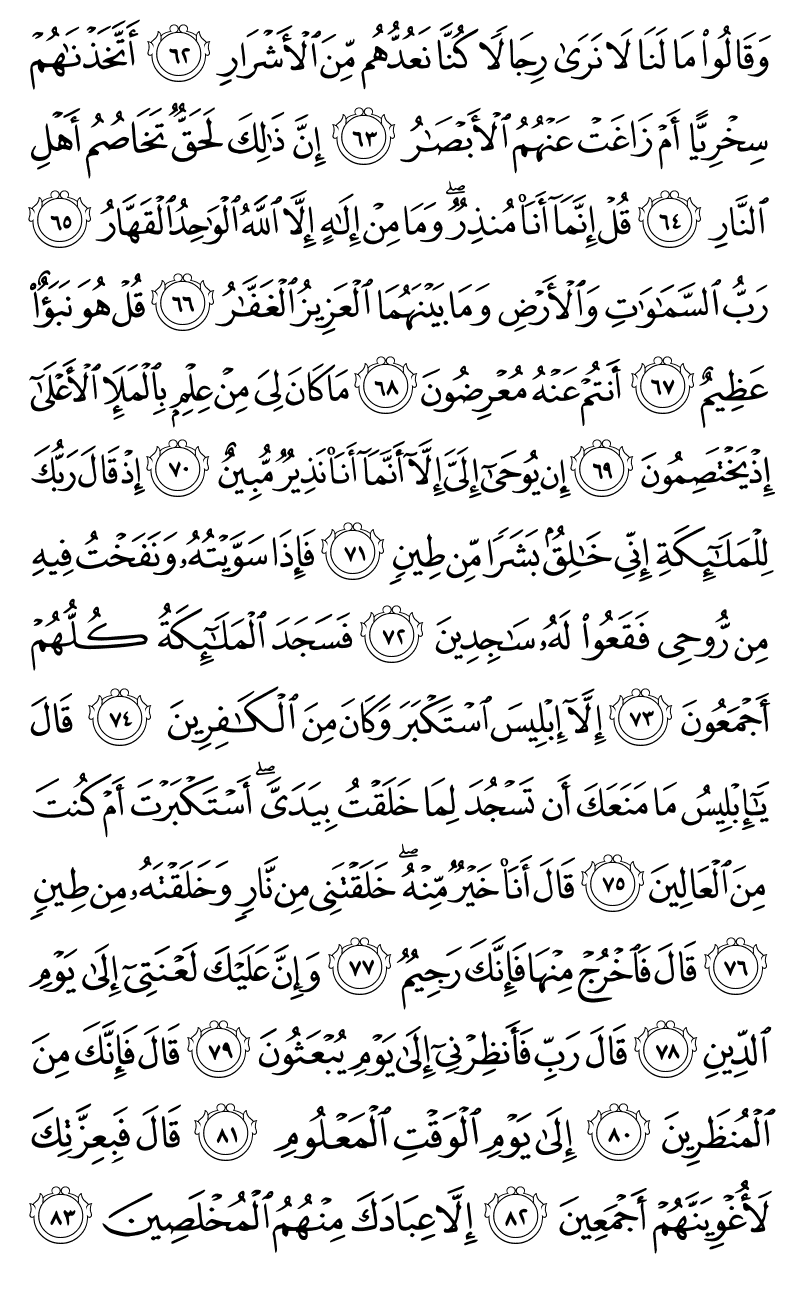 وَقَالُوا۟ مَا لَنَا لَا نَرَىٰ رِجَالًا كُنَّا نَعُدُّهُم مِّنَ ٱلْأَشْرَارِ ٦٢ أَتَّخَذْنَـٰهُمْ
سِخْرِيًّا أَمْ زَاغَتْ عَنْهُمُ ٱلْأَبْصَـٰرُ ٦٣ إِنَّ ذَٰلِكَ لَحَقٌّ تَخَاصُمُ أَهْلِ
ٱلنَّارِ ٦٤ قُلْ إِنَّمَآ أَنَا۠ مُنذِرٌ ۖ وَمَا مِنْ إِلَـٰهٍ إِلَّا ٱللَّهُ ٱلْوَٰحِدُ ٱلْقَهَّارُ ٦٥
رَبُّ ٱلسَّمَـٰوَٰتِ وَٱلْأَرْضِ وَمَا بَيْنَهُمَا ٱلْعَزِيزُ ٱلْغَفَّـٰرُ ٦٦ قُلْ هُوَ نَبَؤٌا۟
عَظِيمٌ ٦٧ أَنتُمْ عَنْهُ مُعْرِضُونَ ٦٨ مَا كَانَ لِىَ مِنْ عِلْمٍۭ بِٱلْمَلَإِ ٱلْأَعْلَىٰٓ
إِذْ يَخْتَصِمُونَ ٦٩ إِن يُوحَىٰٓ إِلَىَّ إِلَّآ أَنَّمَآ أَنَا۠ نَذِيرٌ مُّبِينٌ ٧٠ إِذْ قَالَ رَبُّكَ
لِلْمَلَـٰٓئِكَةِ إِنِّى خَـٰلِقٌۢ بَشَرًا مِّن طِينٍ ٧١ فَإِذَا سَوَّيْتُهُۥ وَنَفَخْتُ فِيهِ
مِن رُّوحِى فَقَعُوا۟ لَهُۥ سَـٰجِدِينَ ٧٢ فَسَجَدَ ٱلْمَلَـٰٓئِكَةُ كُلُّهُمْ
أَجْمَعُونَ ٧٣ إِلَّآ إِبْلِيسَ ٱسْتَكْبَرَ وَكَانَ مِنَ ٱلْكَـٰفِرِينَ ٧٤ قَالَ
يَـٰٓإِبْلِيسُ مَا مَنَعَكَ أَن تَسْجُدَ لِمَا خَلَقْتُ بِيَدَىَّ ۖ أَسْتَكْبَرْتَ أَمْ كُنتَ
مِنَ ٱلْعَالِينَ ٧٥ قَالَ أَنَا۠ خَيْرٌ مِّنْهُ ۖ خَلَقْتَنِى مِن نَّارٍ وَخَلَقْتَهُۥ مِن طِينٍ
٧٦ قَالَ فَٱخْرُجْ مِنْهَا فَإِنَّكَ رَجِيمٌ ٧٧ وَإِنَّ عَلَيْكَ لَعْنَتِىٓ إِلَىٰ يَوْمِ
ٱلدِّينِ ٧٨ قَالَ رَبِّ فَأَنظِرْنِىٓ إِلَىٰ يَوْمِ يُبْعَثُونَ ٧٩ قَالَ فَإِنَّكَ مِنَ
ٱلْمُنظَرِينَ ٨٠ إِلَىٰ يَوْمِ ٱلْوَقْتِ ٱلْمَعْلُومِ ٨١ قَالَ فَبِعِزَّتِكَ
لَأُغْوِيَنَّهُمْ أَجْمَعِينَ ٨٢ إِلَّا عِبَادَكَ مِنْهُمُ ٱلْمُخْلَصِينَ ٨٣